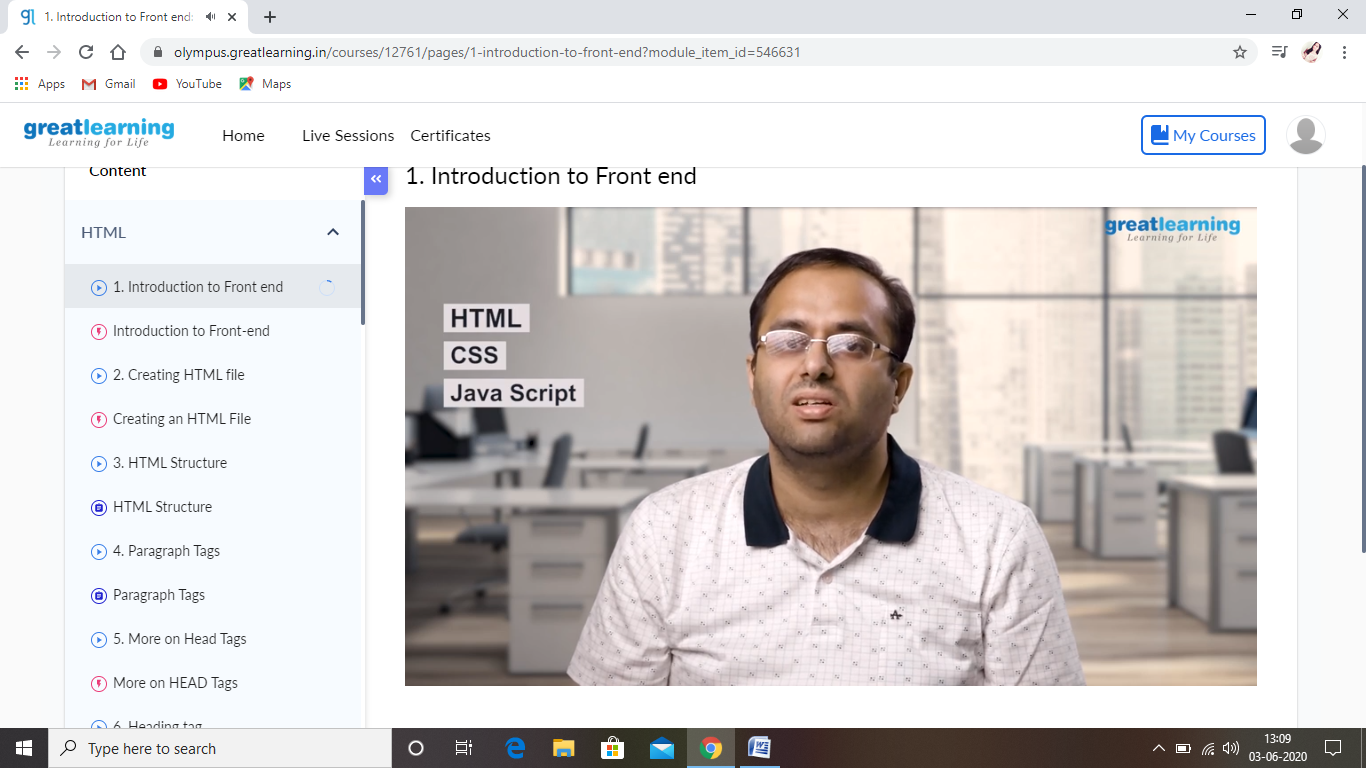 1. Introduction to Front end:
olympus.greatlearning.in/courses/12761/pages/1-introduction-to-front-end?module_item_id=546631
Apps Gmail YouTube Maps
greatlearning
Learning for Life
Home Live Sessions Certificates
My Courses
Content
HTML
1. Introduction to Front end
Introduction to Front-end
2. Creating HTML file
Creating an HTML File
3. HTML Structure
HTML Structure
4. Paragraph Tags
Paragraph Tags
5. More on Head Tags
More on HEAD Tags
6. Heading tag
1. Introduction to Front end
greatlearning
Learning for Life
HTML
CSS
Java Script
Type here to search
13:09
03-06-2020